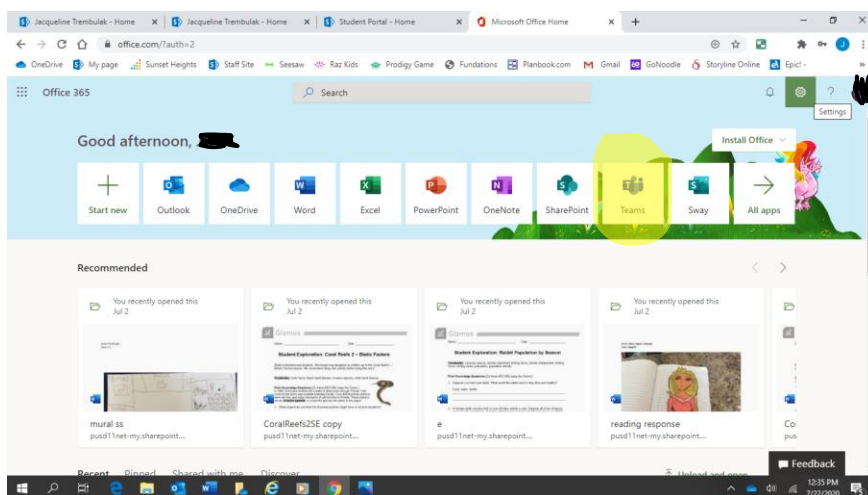 Jacqueline Trembulak - Home
Jacqueline Trembulak - Home
Student Portal - Home
Microsoft Office Home
office.com/?auth=2
OneDrive My page Sunset Heights Staff Site Seesaw Raz Kids Prodigy Game Fundations Planbook.com Gmail GoNoodle Storyline Online Epic! -
Office 365
Search
Settings
Good afternoon,
Install Office
Start new Outlook OneDrive Word Excel PowerPoint OneNote SharePoint Teams Sway All apps
Recommended
You recently opened this
Jul 2
mural ss
pusd11net-my.sharepoint....
You recently opened this
Jul 2
Gizmos
Student Exploration: Coral Reefs 2 – Biotic Factors
CoralReefs2SE copy
pusd11net-my.sharepoint....
You recently opened this
Jul 2
Gizmos
Student Exploration: Rabbit Population by Season
e
pusd11net-my.sharepoint....
You recently opened this
Jul 2
reading response
pusd11net-my.sharepoint....
Co
pus
Recent Pinned Shared with me Discover
Upload and open
Feedback
12:35 PM
7/27/2020